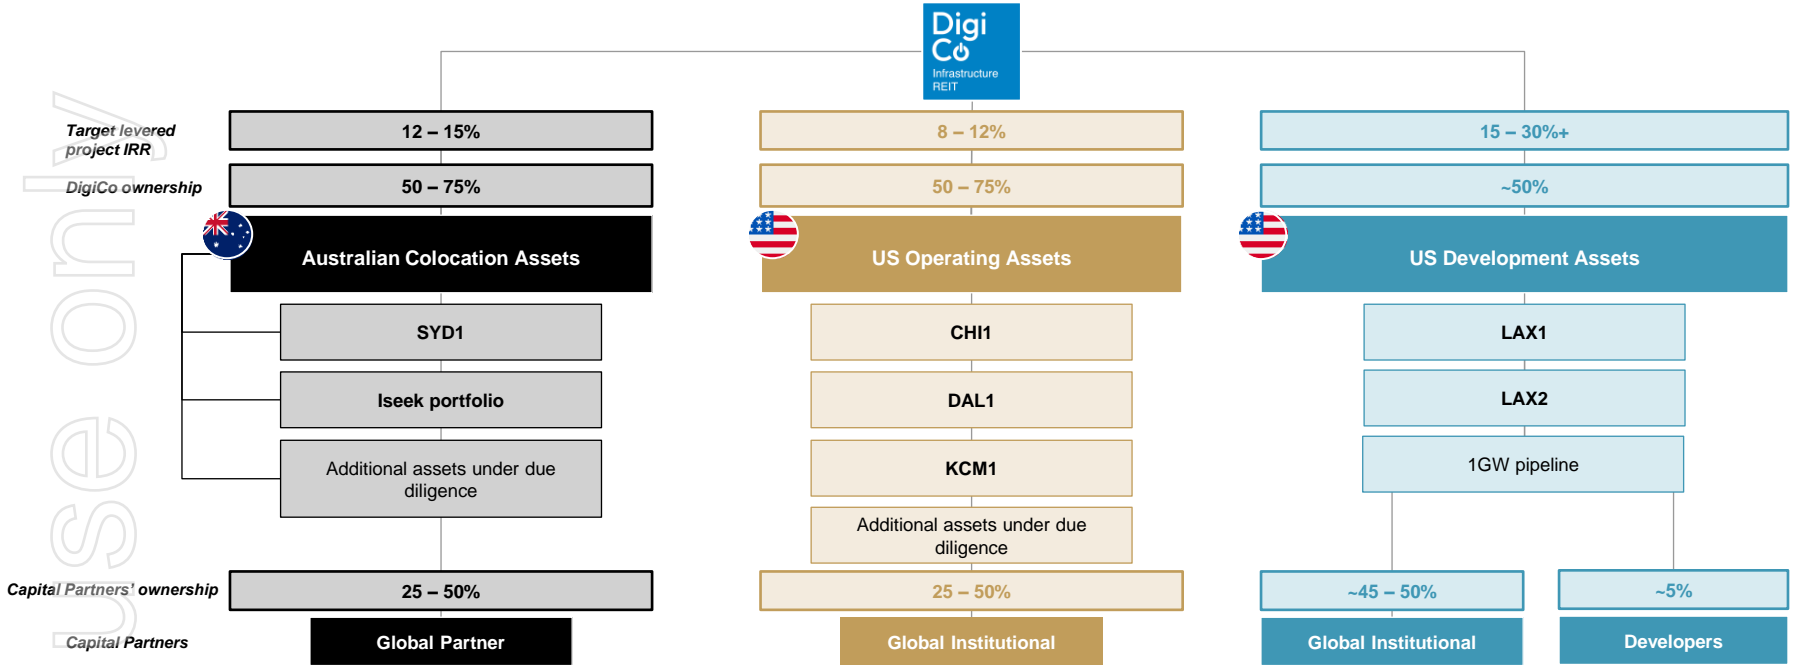 Digi
Co
Infrastructure
REIT
Target levered
project IRR
12 – 15%
8 – 12%
15 – 30%+
DigiCo ownership
50 – 75%
50 – 75%
~50%
Australian Colocation Assets
US Operating Assets
US Development Assets
SYD1
CHI1
LAX1
Iseek portfolio
DAL1
LAX2
Additional assets under due
diligence
KCM1
1GW pipeline
Additional assets under due
diligence
Capital Partners' ownership
25 – 50%
25 – 50%
~45 – 50%
~5%
Capital Partners
Global Partner
Global Institutional
Global Institutional
Developers
use only